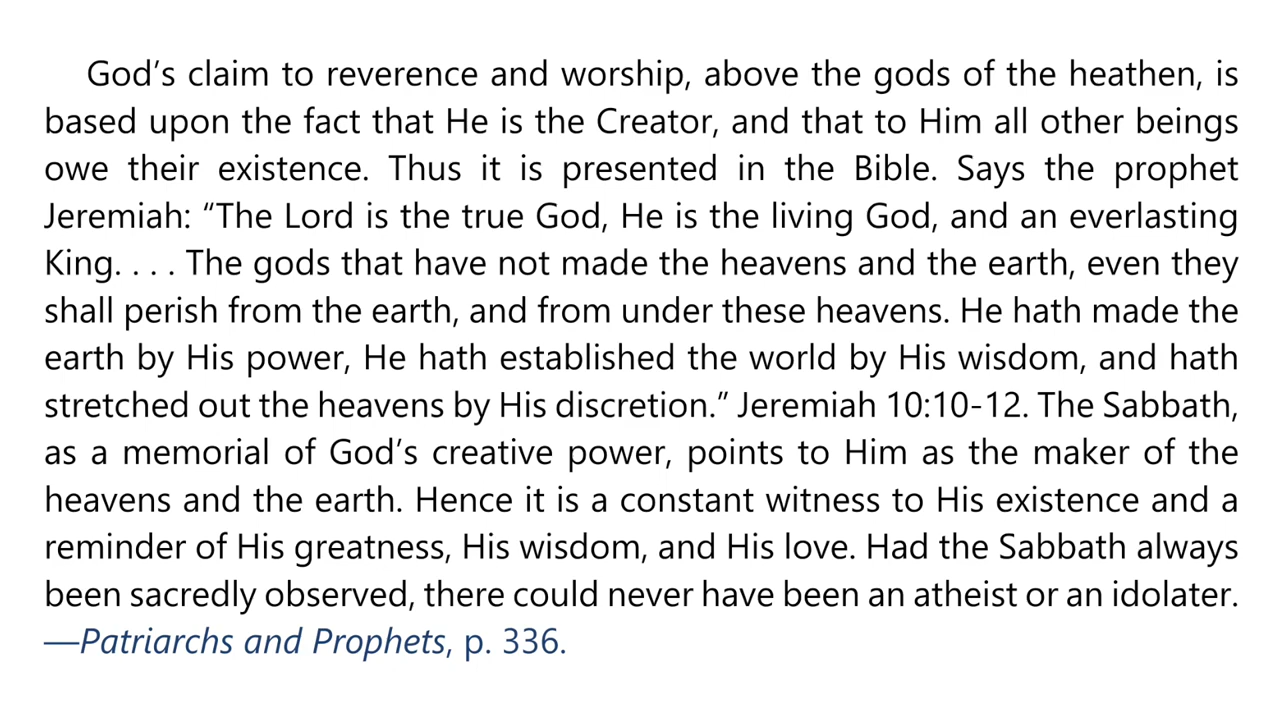 God’s claim to reverence and worship, above the gods of the heathen, is
based upon the fact that He is the Creator, and that to Him all other beings
owe their existence. Thus it is presented in the Bible. Says the prophet
Jeremiah: “The Lord is the true God, He is the living God, and an everlasting
King. . . . The gods that have not made the heavens and the earth, even they
shall perish from the earth, and from under these heavens. He hath made the
earth by His power, He hath established the world by His wisdom, and hath
stretched out the heavens by His discretion.” Jeremiah 10:10-12. The Sabbath,
as a memorial of God’s creative power, points to Him as the maker of the
heavens and the earth. Hence it is a constant witness to His existence and a
reminder of His greatness, His wisdom, and His love. Had the Sabbath always
been sacredly observed, there could never have been an atheist or an idolater.
—Patriarchs and Prophets, p. 336.